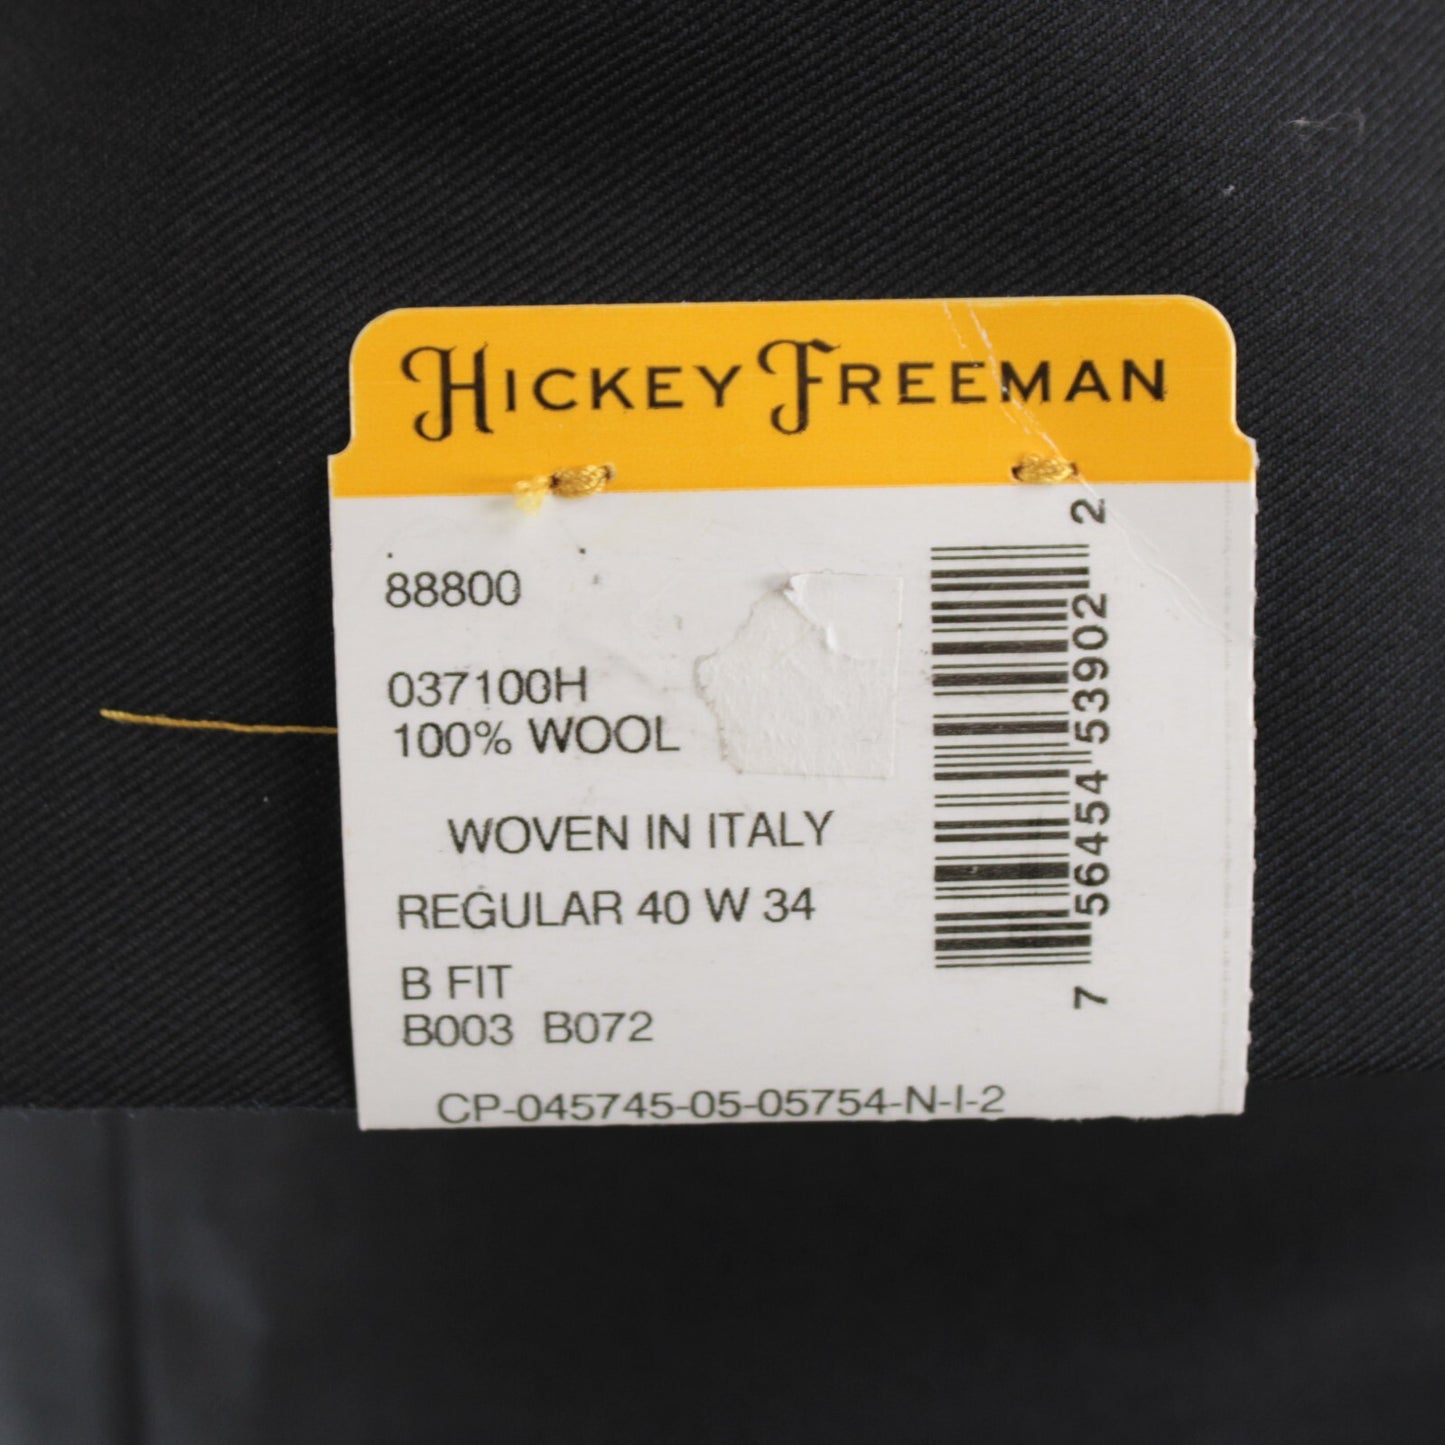 HICKEY FREEMAN
88800
037100H
100% WOOL
WOVEN IN ITALY
REGULAR 40 W 34
B FIT
B003 B072
CP-045745-05-05754-N-I-2
7 56454 53902 2